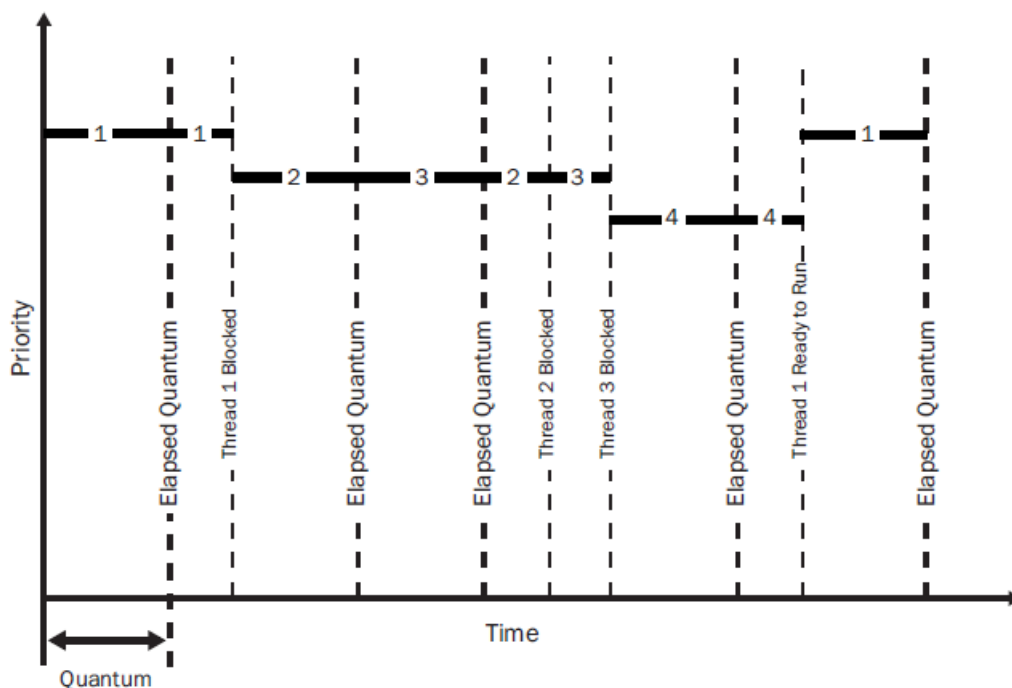 1
1
1
2
3
2
3
4
4
Priority
Elapsed Quantum
Thread 1 Blocked
Elapsed Quantum
Elapsed Quantum
Thread 2 Blocked
Thread 3 Blocked
Elapsed Quantum
Thread 1 Ready to Run
Elapsed Quantum
Time
Quantum